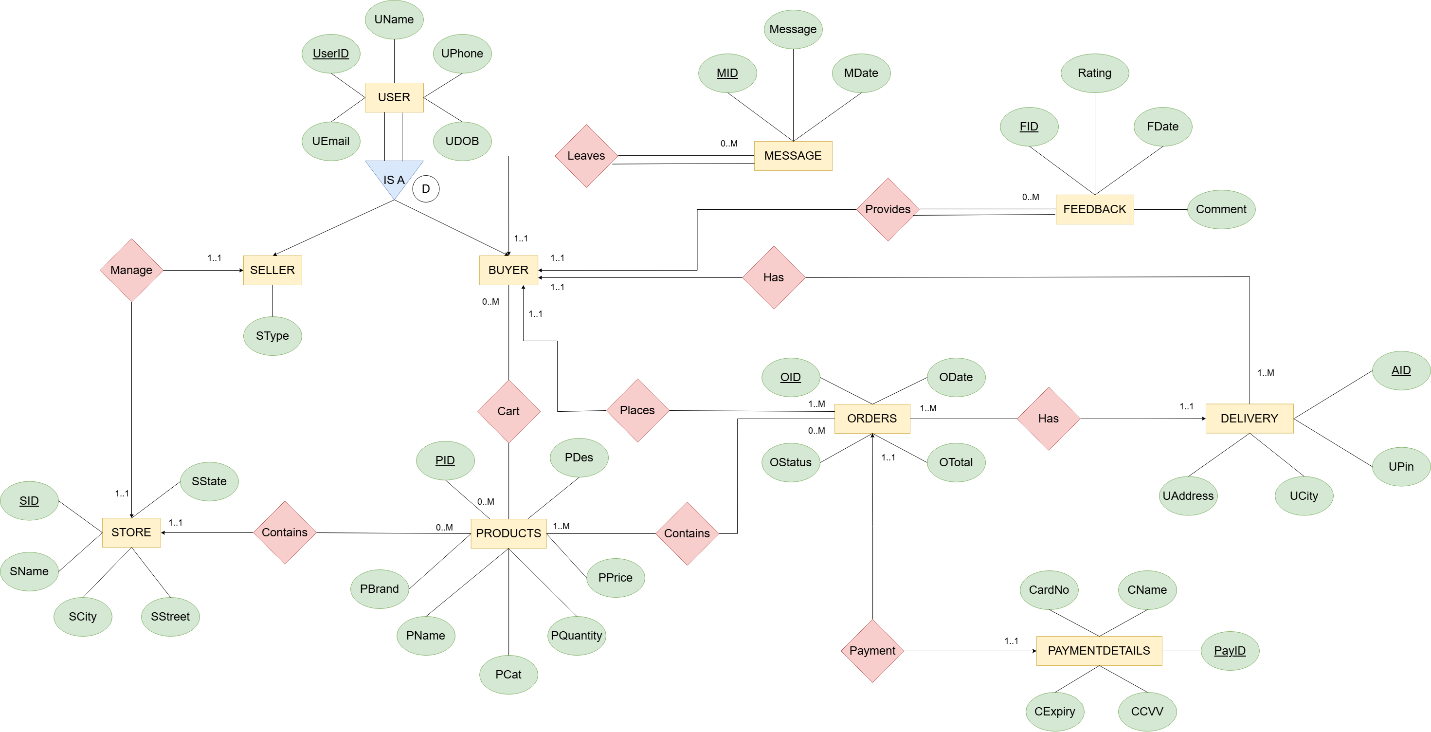 UName
UserID
UPhone
USER
UEmail
UDOB
IS A
D
Message
MID
MDate
Leaves
0..M
MESSAGE
Rating
FID
FDate
Provides
0..M
FEEDBACK
Comment
Manage
1..1
SELLER
SType
1..1
BUYER
1..1
1..1
0..M
1..1
Has
1..M
Cart
Places
OID
ODate
1..M
ORDERS
1..M
0..M
OStatus
OTotal
1..1
Has
1..1
DELIVERY
AID
UPin
UAddress
UCity
SState
SID
1..1
STORE
1..1
SName
SCity
SStreet
Contains
PID
PDes
0..M
0..M
PRODUCTS
1..M
Contains
PBrand
PPrice
PName
PQuantity
PCat
Payment
1..1
CardNo
CName
PAYMENTDETAILS
PayID
CExpiry
CCVV